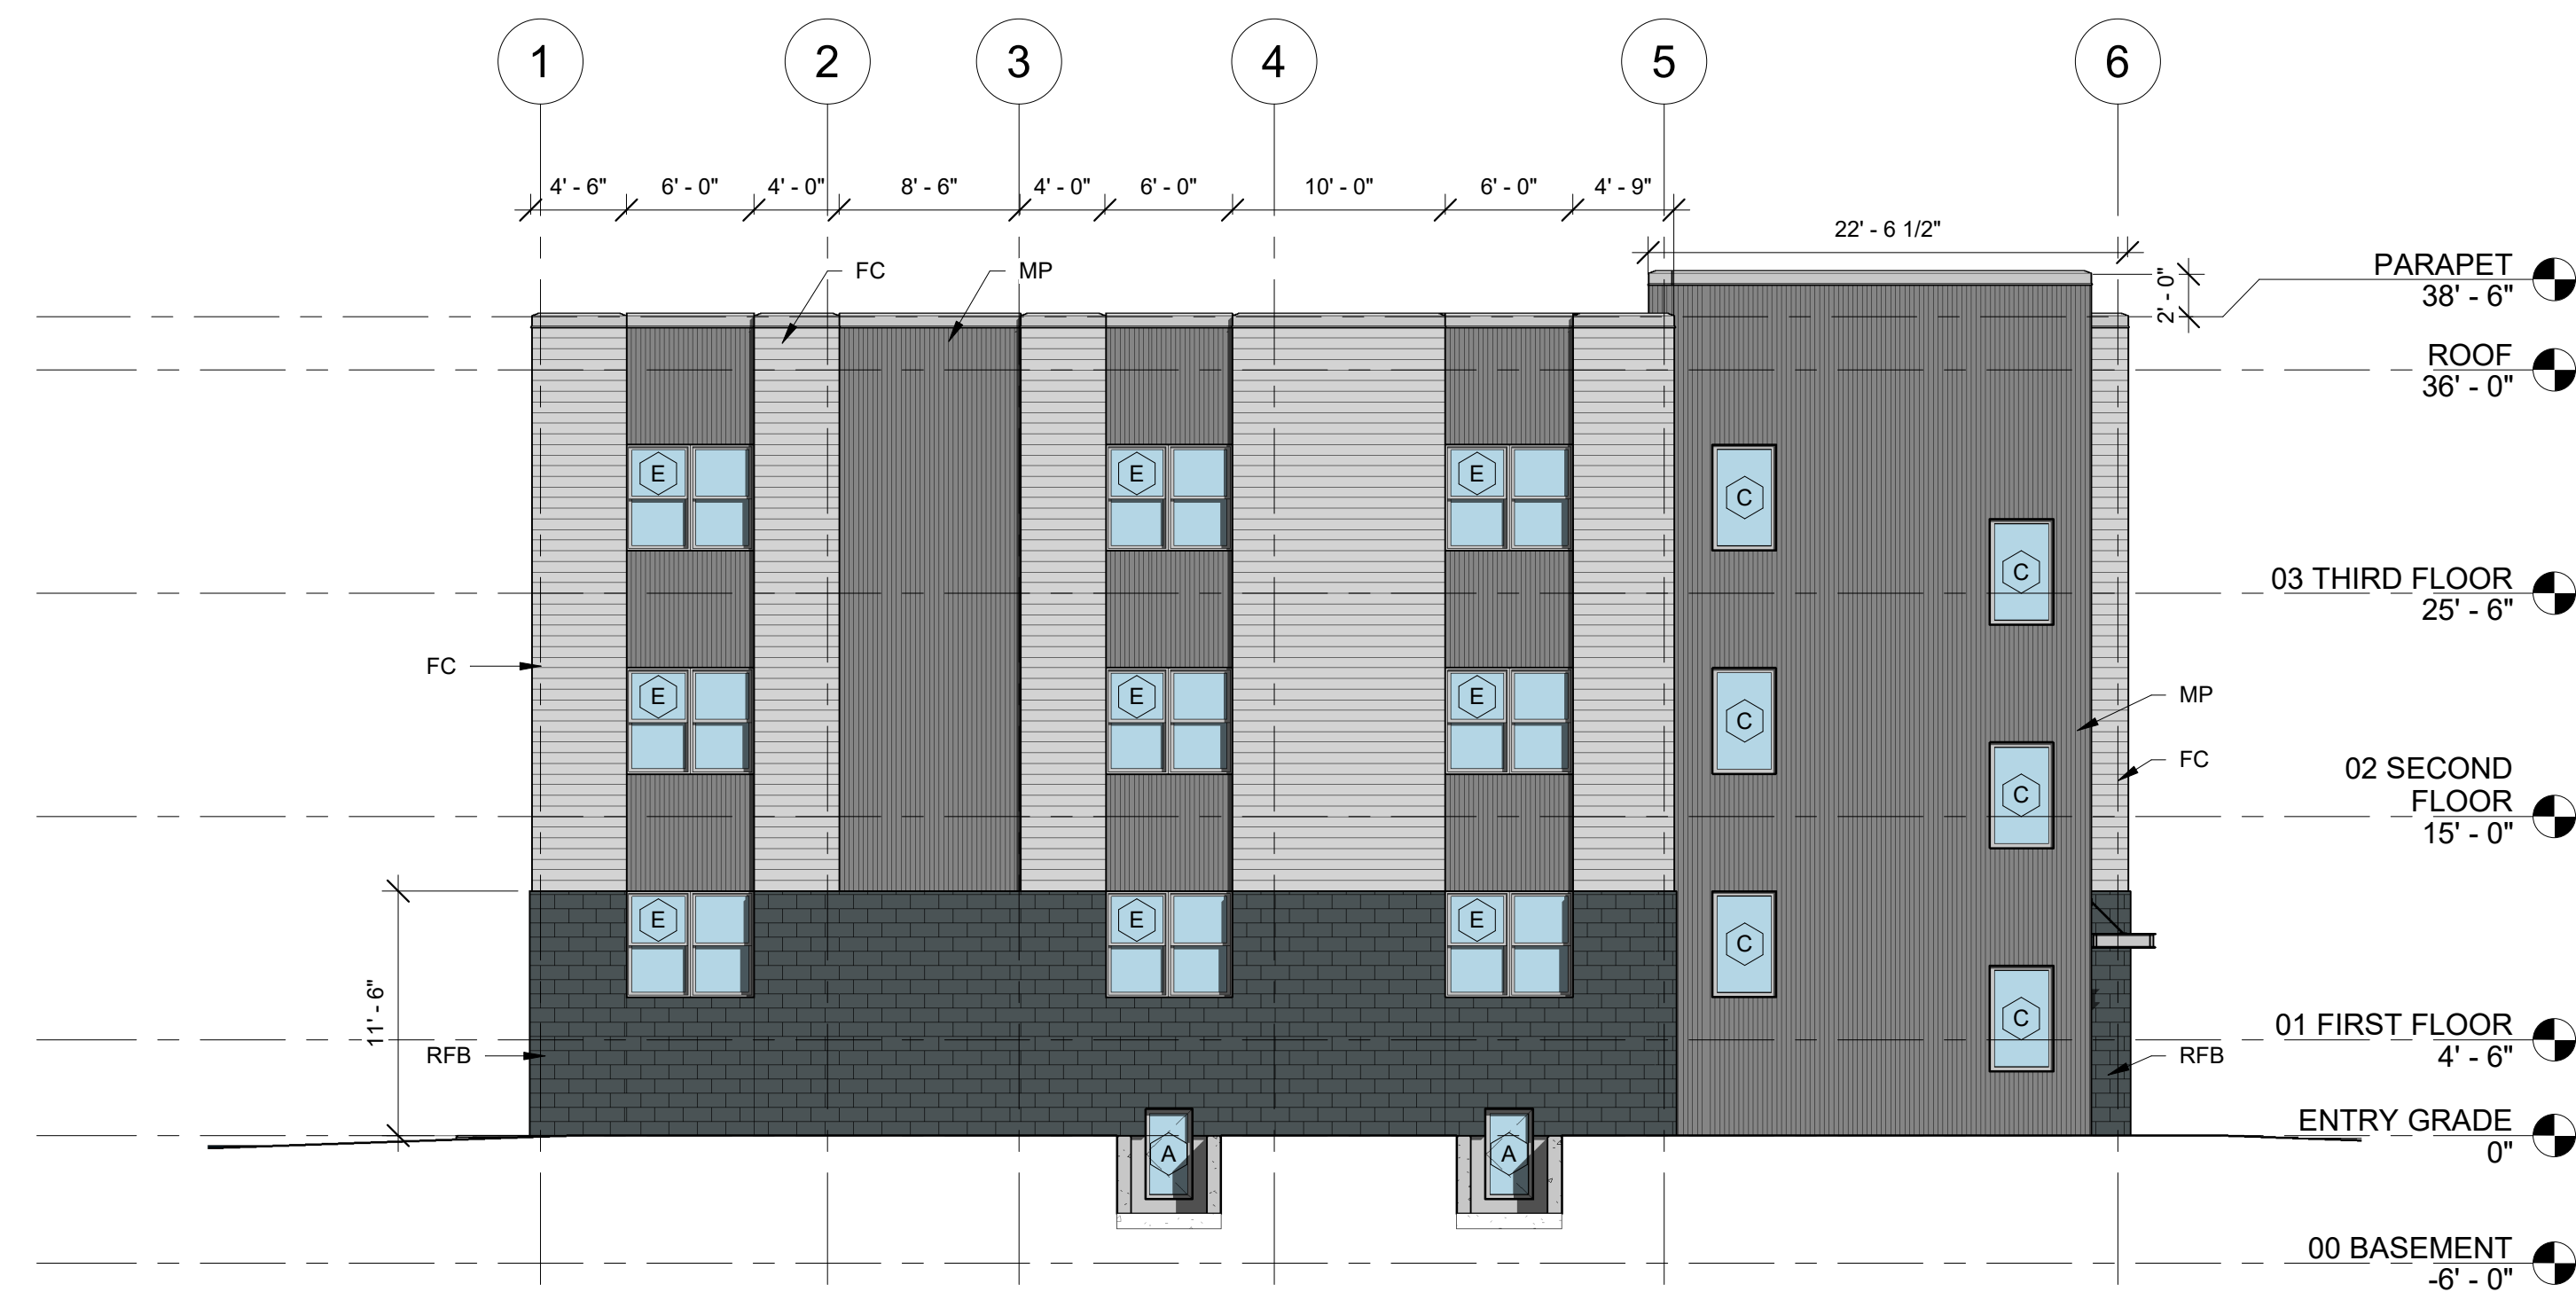 1 2 3 4 5 6
4' - 6" 6' - 0" 4' - 0" 8' - 6" 4' - 0" 6' - 0" 10' - 0" 6' - 0" 4' - 9"
22' - 6 1/2"
2' - 0"
PARAPET
38' - 6"
FC MP
ROOF
36' - 0"
E E E C
C
03 THIRD FLOOR
25' - 6"
FC
E E E C
MP
FC
C
02 SECOND
FLOOR
15' - 0"
E E E C
11' - 6"
C
01 FIRST FLOOR
4' - 6"
RFB RFB
ENTRY GRADE
0"
A A
00 BASEMENT
-6' - 0"